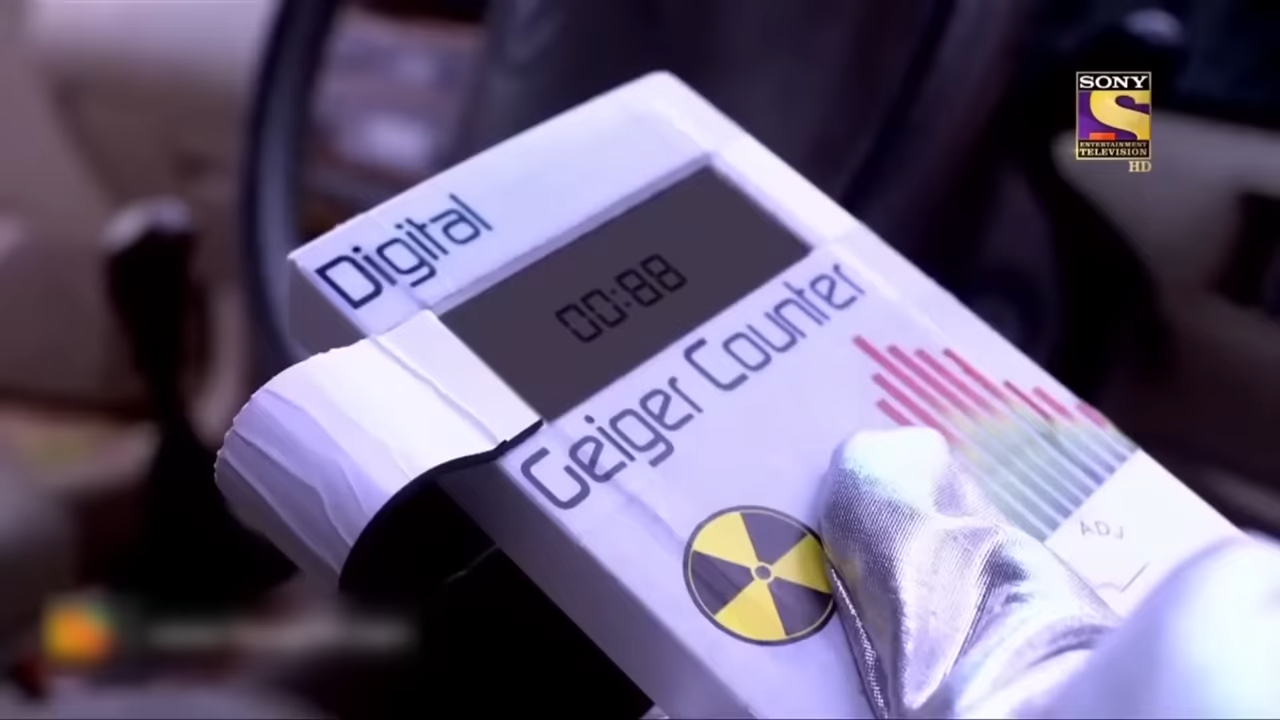 SONY
S
ENTERTAINMENT
TELEVISION
HD
Digital
00:88
Geiger Counter
ADJ